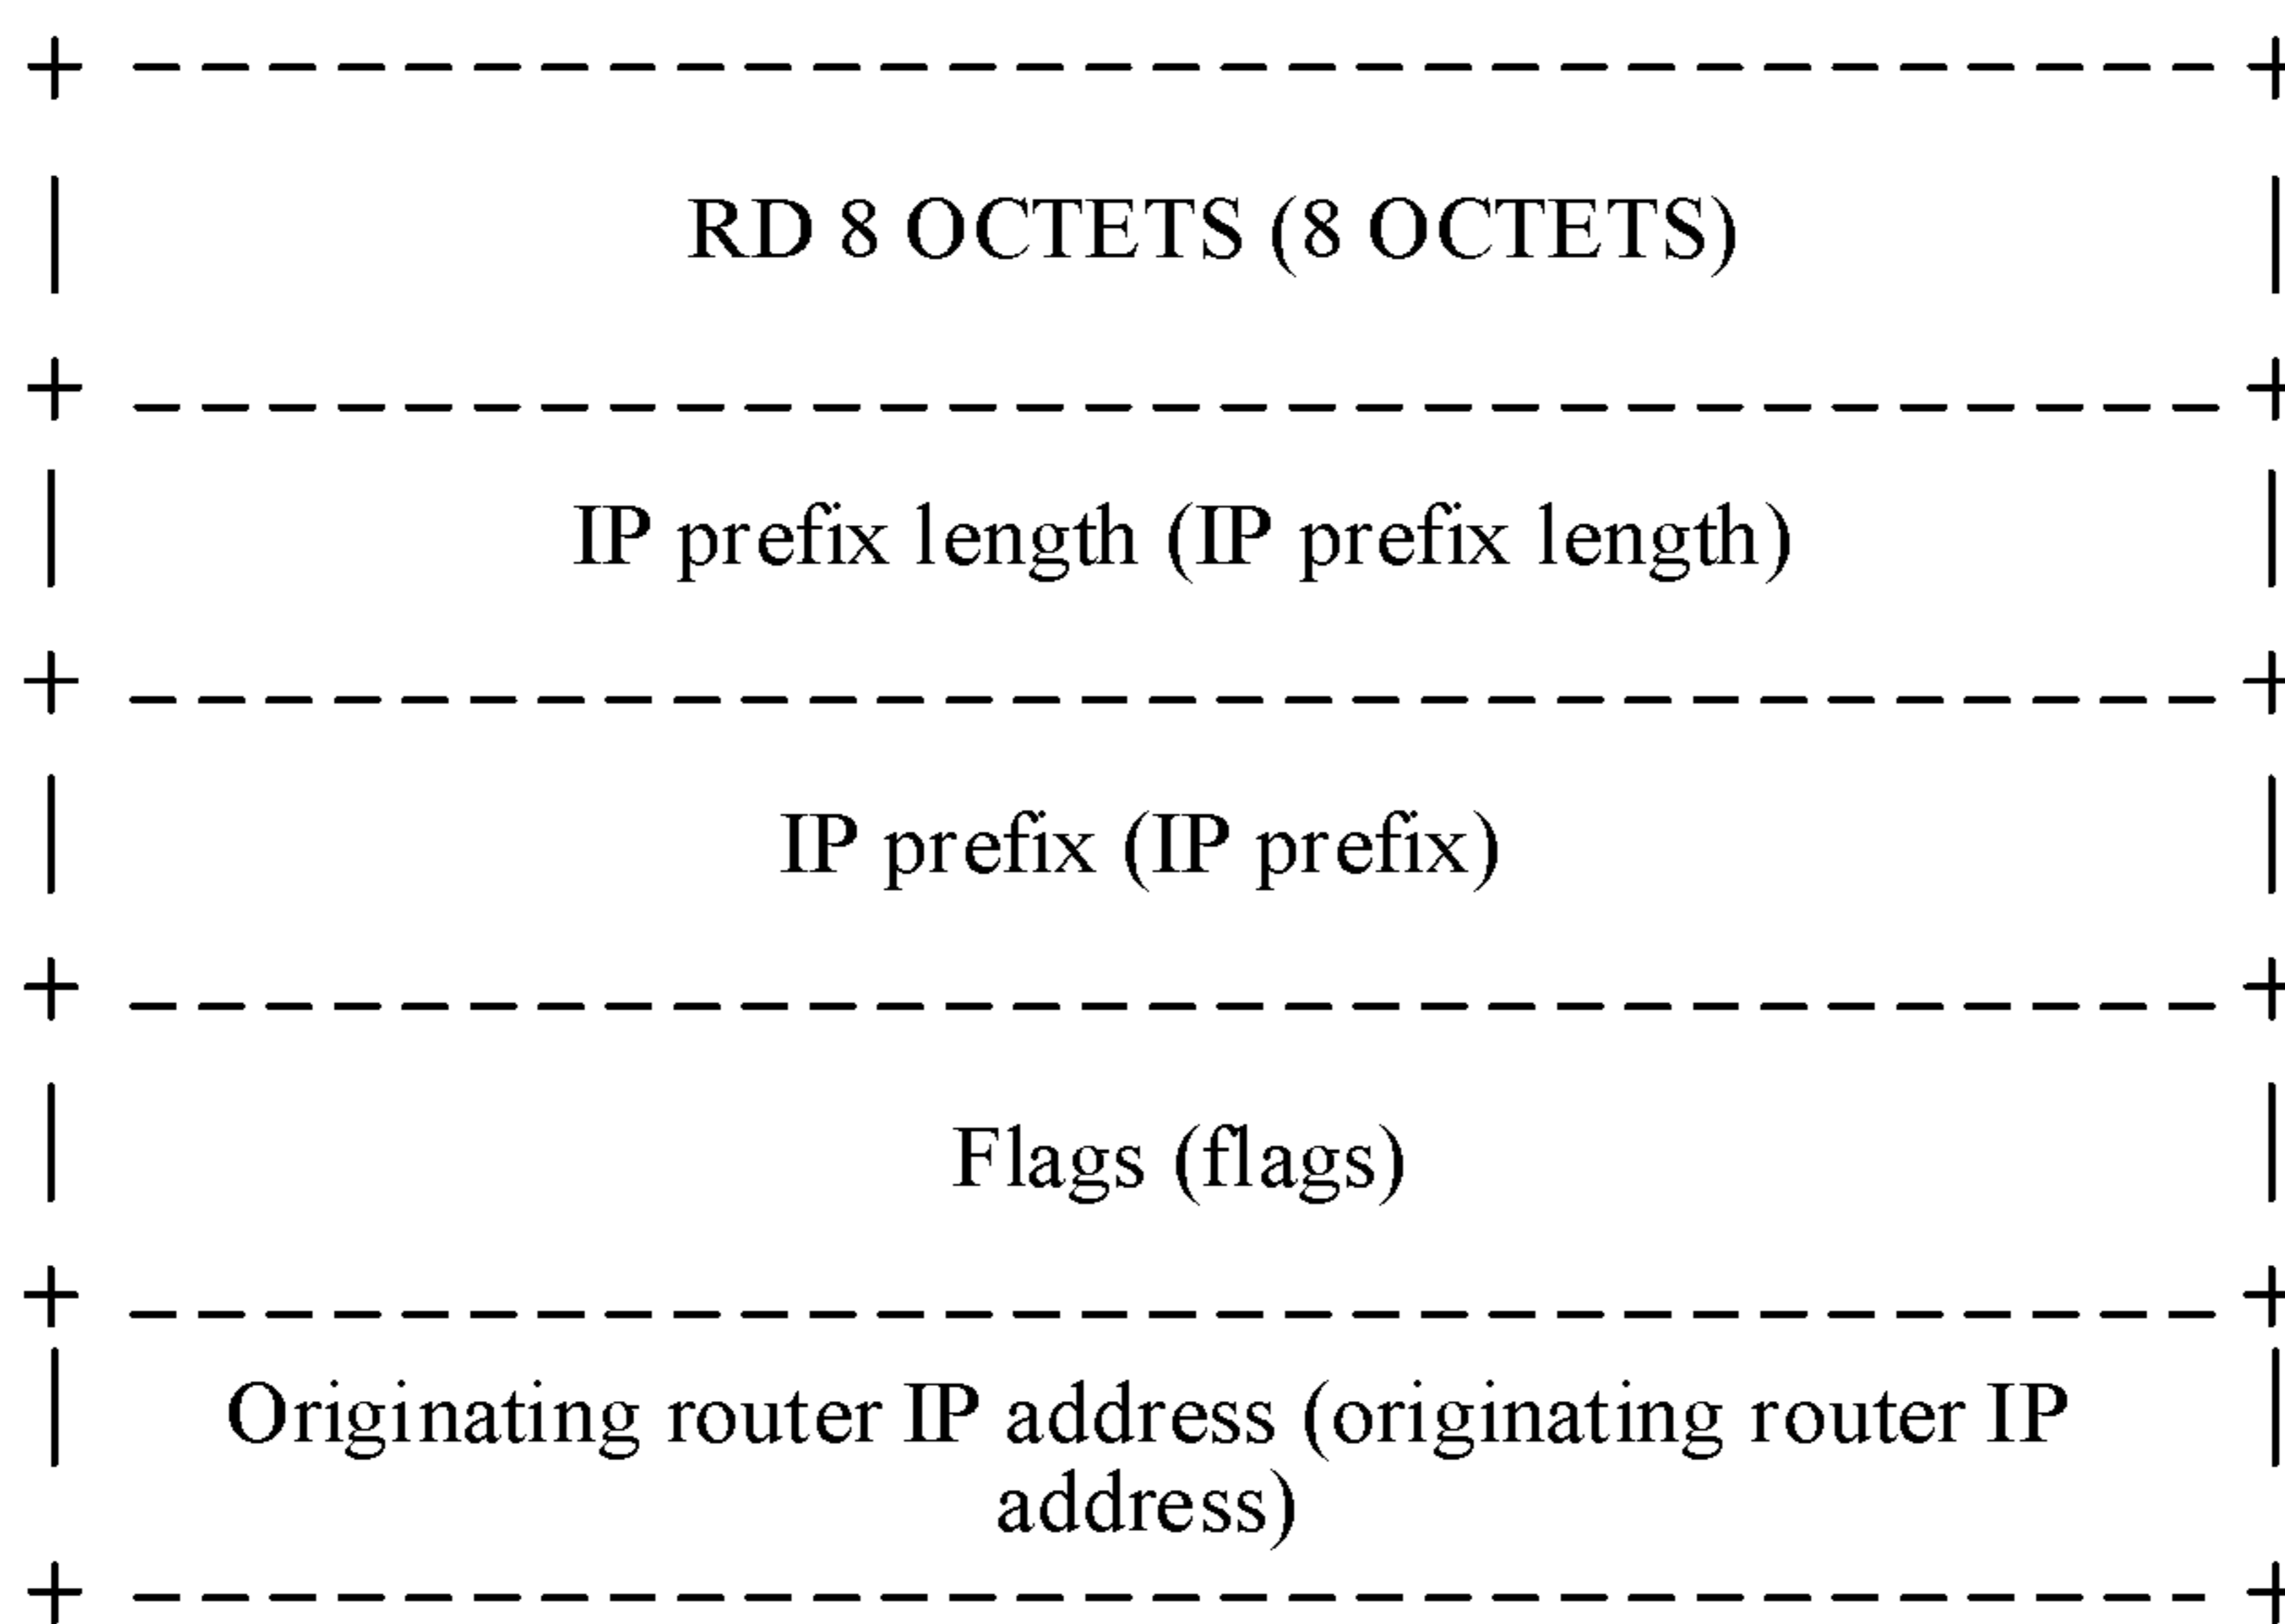 RD 8 OCTETS (8 OCTETS)
IP prefix length (IP prefix length)
IP prefix (IP prefix)
Flags (flags)
Originating router IP address (originating router IP
address)